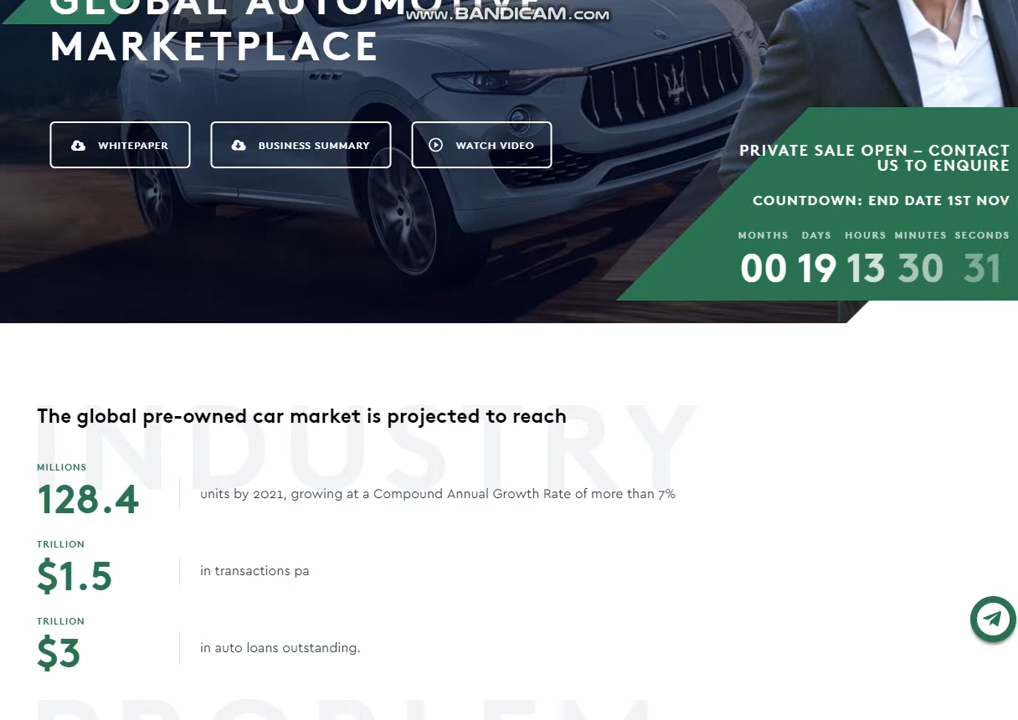 GLOBAL AUTOMOTIVE
www.BANDICAM.com
MARKETPLACE
WHITEPAPER
BUSINESS SUMMARY
WATCH VIDEO
PRIVATE SALE OPEN – CONTACT
US TO ENQUIRE
COUNTDOWN: END DATE 1ST NOV
MONTHS DAYS HOURS MINUTES SECONDS
00 19 13 30 31
INDUSTRY
The global pre-owned car market is projected to reach
MILLIONS
128.4
units by 2021, growing at a Compound Annual Growth Rate of more than 7%
TRILLION
$1.5
in transactions pa
TRILLION
$3
in auto loans outstanding.
PROBLEM